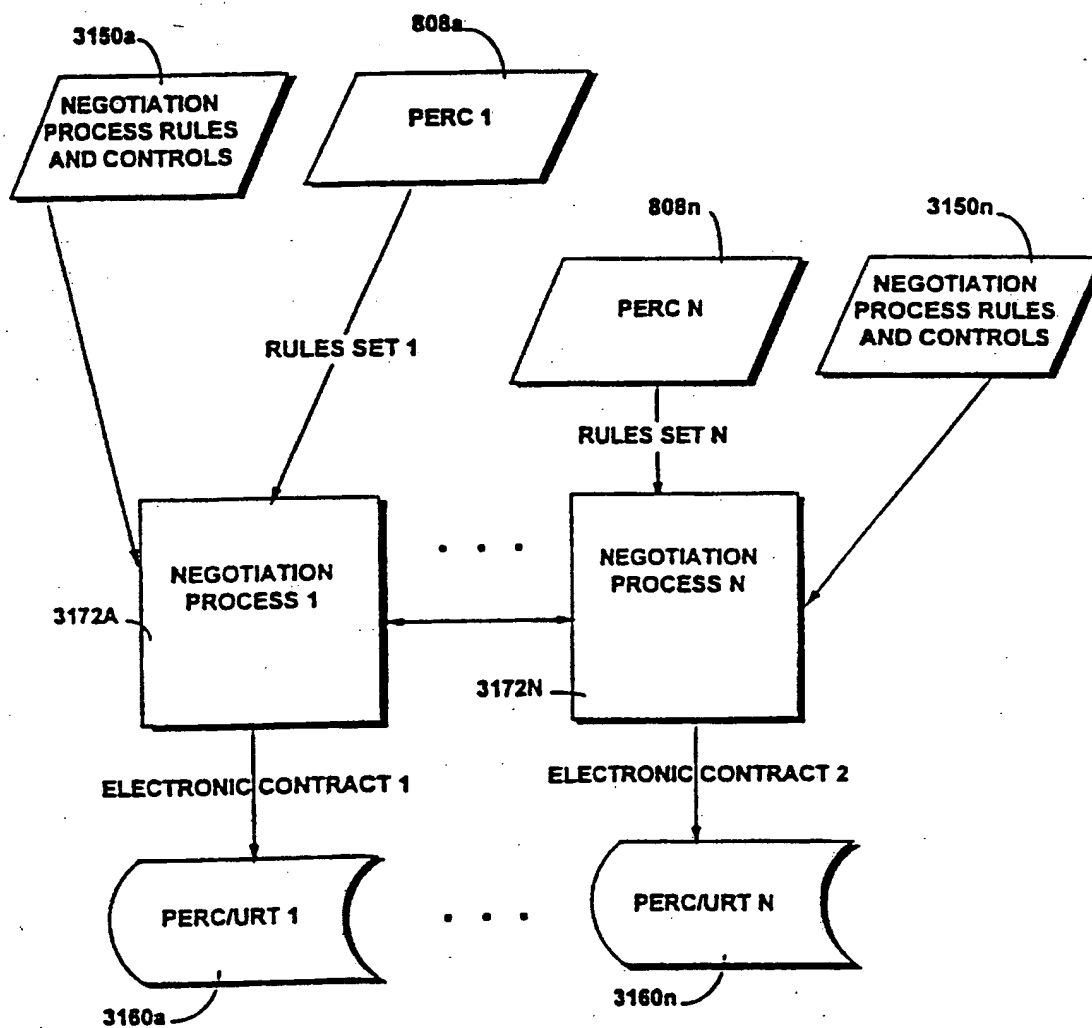 3150a
808a
NEGOTIATION
PROCESS RULES
AND CONTROLS
PERC 1
808n
3150n
PERC N
NEGOTIATION
PROCESS RULES
AND CONTROLS
RULES SET 1
RULES SET N
NEGOTIATION
PROCESS 1
NEGOTIATION
PROCESS N
3172A
3172N
ELECTRONIC CONTRACT 1
ELECTRONIC CONTRACT 2
PERC/URT 1
PERC/URT N
3160a
3160n